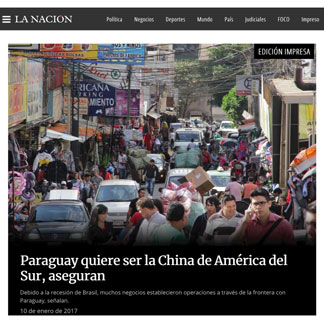 LA NACION
Política Negocios Deportes Mundo País Judiciales FOCO Impreso
EDICIÓN IMPRESA
ESTACIONAMIENTO
Paraguay quiere ser la China de América del
Sur, aseguran
Debido a la recesión de Brasil, muchos negocios establecieron operaciones a través de la frontera con
Paraguay, señalan.
10 de enero de 2017